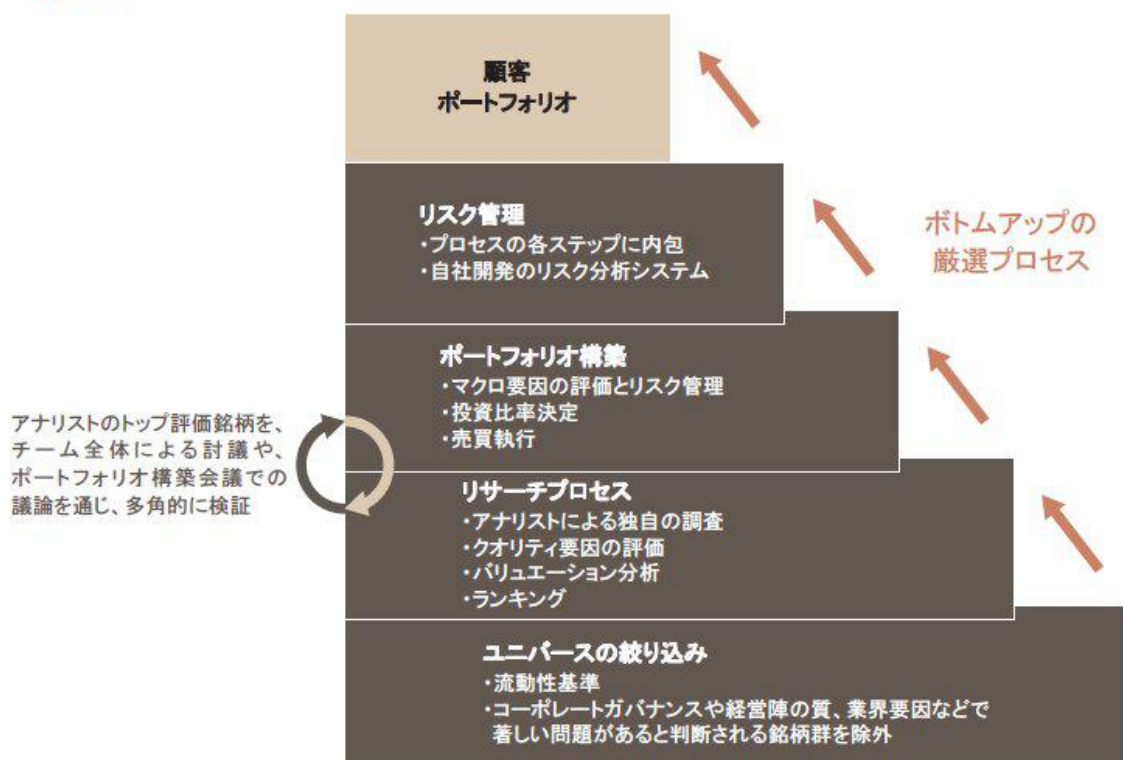 顧客
ポートフォリオ
リスク管理
・プロセスの各ステップに内包
・自社開発のリスク分析システム
ボトムアップの
厳選プロセス
ポートフォリオ構築
・マクロ要因の評価とリスク管理
・投資比率決定
・売買執行
アナリストのトップ評価銘柄を、
チーム全体による討議や、
ポートフォリオ構築会議での
議論を通じ、多角的に検証
リサーチプロセス
・アナリストによる独自の調査
・クオリティ要因の評価
・バリュエーション分析
・ランキング
ユニバースの絞り込み
・流動性基準
・コーポレートガバナンスや経営陣の質、業界要因などで
著しい問題があると判断される銘柄群を除外